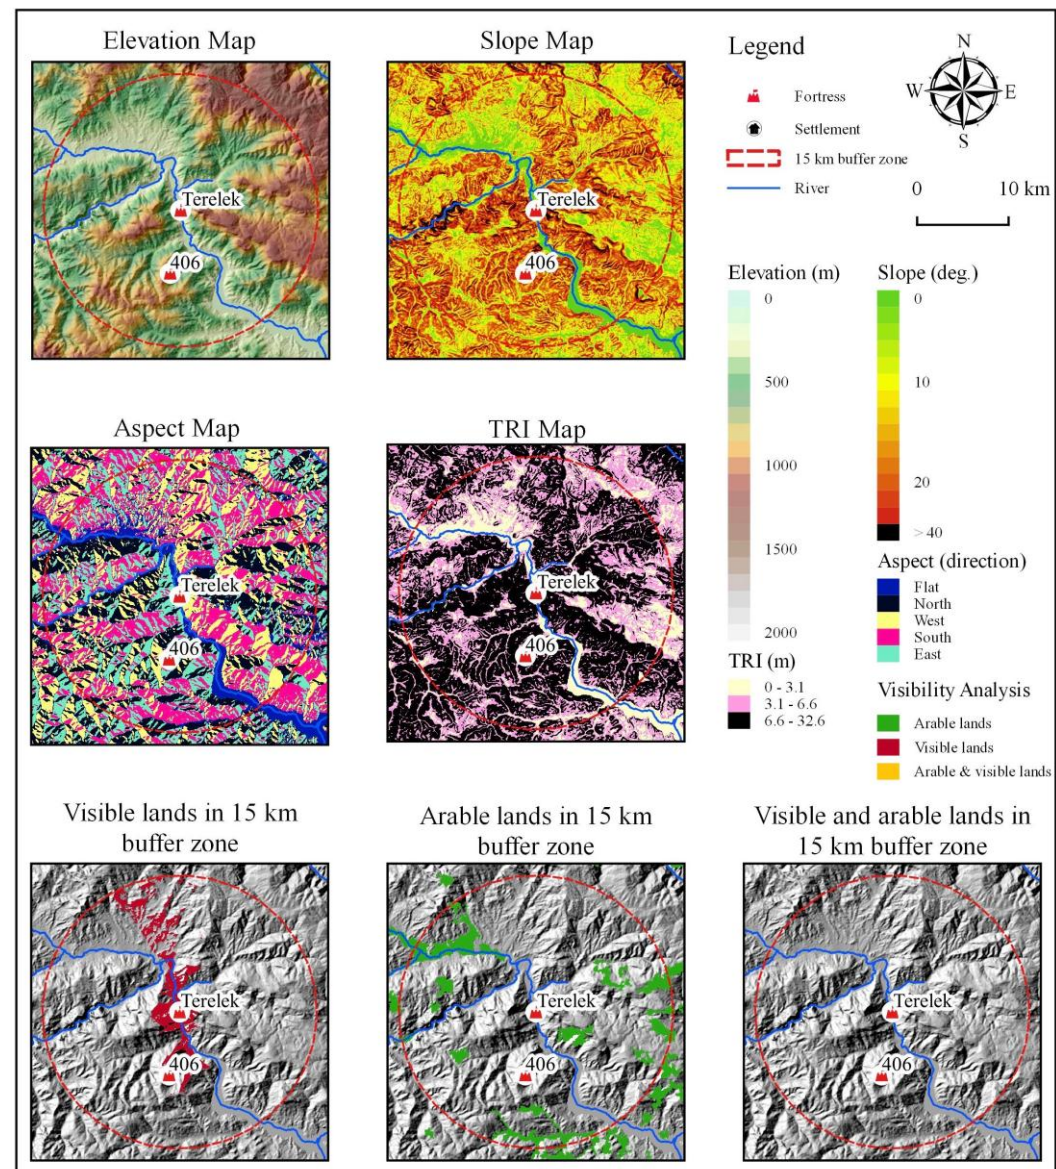 Elevation Map
Slope Map
Legend
Fortress
Settlement
15 km buffer zone
River
N
W E
S
0 10 km
Terelek
406
Terelek
406
Elevation (m)
0
500
1000
1500
2000
Slope (deg.)
0
10
20
> 40
Aspect Map
TRI Map
Terelek
406
Terelek
406
TRI (m)
0 - 3.1
3.1 - 6.6
6.6 - 32.6
Aspect (direction)
Flat
North
West
South
East
Visibility Analysis
Arable lands
Visible lands
Arable & visible lands
Visible lands in 15 km
buffer zone
Arable lands in 15 km
buffer zone
Visible and arable lands in
15 km buffer zone
Terelek
406
Terelek
406
Terelek
406